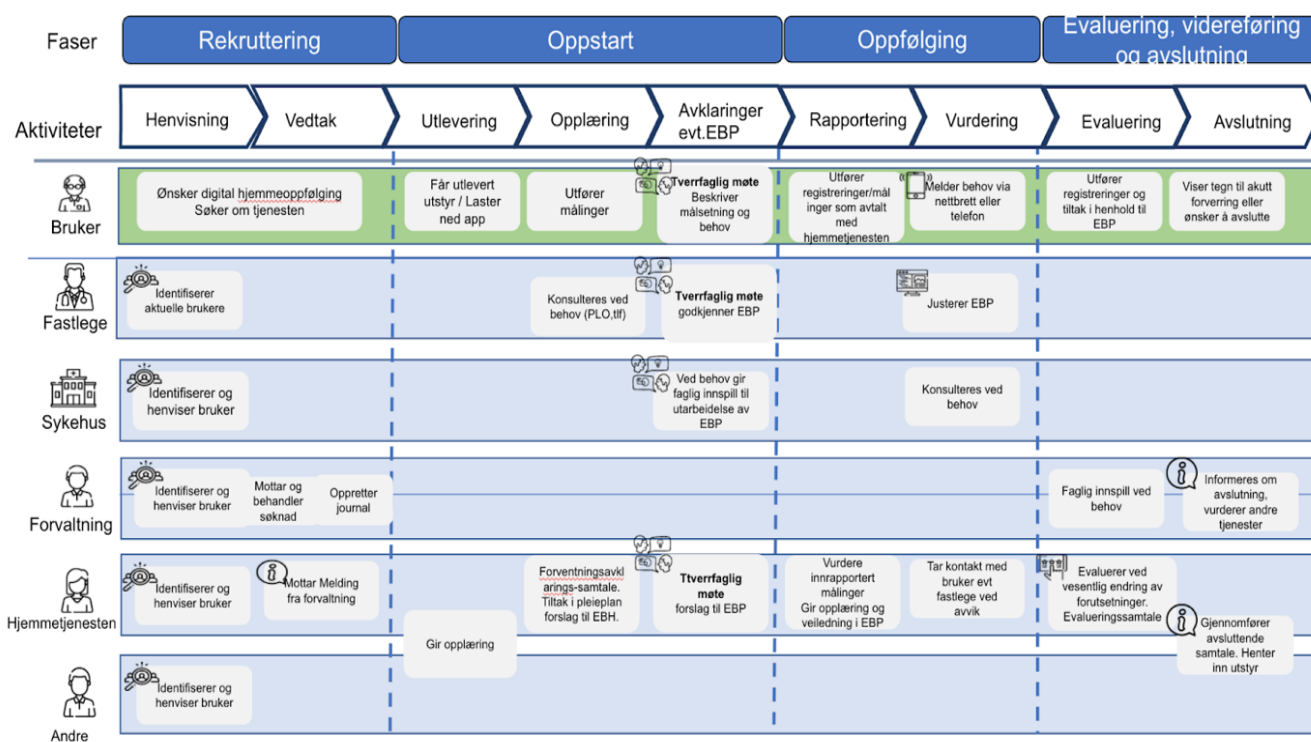 Faser
Rekruttering
Oppstart
Oppfølging
Evaluering, videreføring
og avslutning
Aktiviteter
Henvisning
Vedtak
Utlevering
Opplæring
Avklaringer
evt.EBP
Rapportering
Vurdering
Evaluering
Avslutning
Bruker
Ønsker digital hjemmeoppfølging
Søker om tjenesten
Får utlevert
utstyr / Laster
ned app
Utfører
målinger
Tverrfaglig møte
Beskriver
målsetning og
behov
Utfører
registreringer/mål
inger som avtalt
med
hjemmetjenesten
Melder behov via
nettbrett eller
telefon
Utfører
registreringer og
tiltak i henhold til
EBP
Viser tegn til akutt
forverring eller
ønsker å avslutte
Fastlege
Identifiserer
aktuelle brukere
Konsulteres ved
behov (PLO,tlf)
Tverrfaglig møte
godkjenner EBP
Justerer EBP
Sykehus
Identifiserer og
henviser bruker
Ved behov gir
faglig innspill til
utarbeidelse av
EBP
Konsulteres ved
behov
Forvaltning
Identifiserer og
henviser bruker
Mottar og
behandler
søknad
Oppretter
journal
Faglig innspill ved
behov
Informeres om
avslutning,
vurderer andre
tjenester
Hjemmetjenesten
Identifiserer og
henviser bruker
Mottar Melding
fra forvaltning
Gir opplæring
Forventningsavkl
arings-samtale.
Tiltak i pleieplan
forslag til EBH.
Ttverrfaglig
møte
forslag til EBP
Vurdere
innrapportert
målinger
Gir opplæring og
veiledning i EBP
Tar kontakt med
bruker evt
fastlege ved
avvik
Evaluerer ved
vesentlig endring av
forutsetninger.
Evalueringssamtale
Gjennomfører
avsluttende
samtale. Henter
inn utstyr
Andre
Identifiserer og
henviser bruker